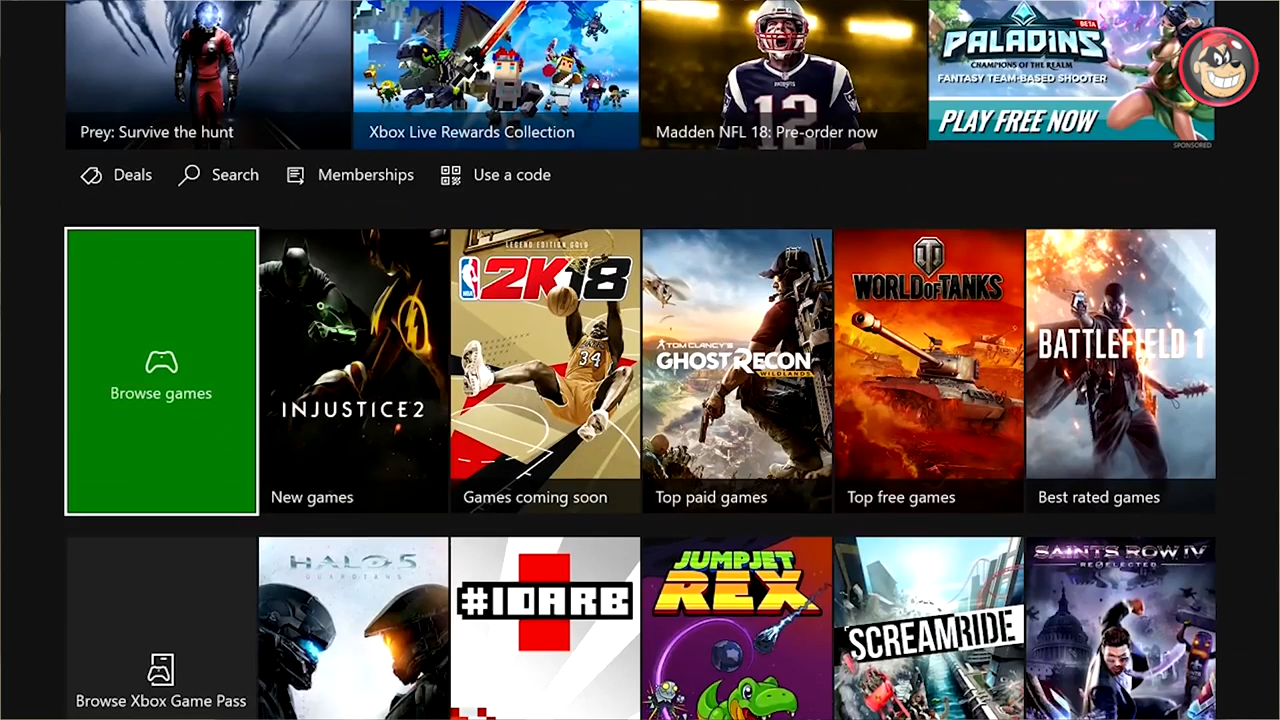 PALADINS
BETA
CHAMPIONS OF THE REALM
FANTASY TEAM-BASED SHOOTER
PLAY FREE NOW
SPONSORED
PATRIOTS
12
Prey: Survive the hunt
Xbox Live Rewards Collection
Madden NFL 18: Pre-order now
Deals
Search
Memberships
Use a code
Browse games
INJUSTICE 2
New games
LEGEND EDITION GOLD
NBA
2K18
34
Games coming soon
TOM CLANCY'S
GHOST RECON
WILDLANDS
Top paid games
WORLD OF TANKS
Top free games
BATTLEFIELD 1
Best rated games
Browse Xbox Game Pass
HALO 5
GUARDIANS
#IDARB
JUMPJET
REX
SCREAMRIDE
SAINTS ROW IV
RE-ELECTED